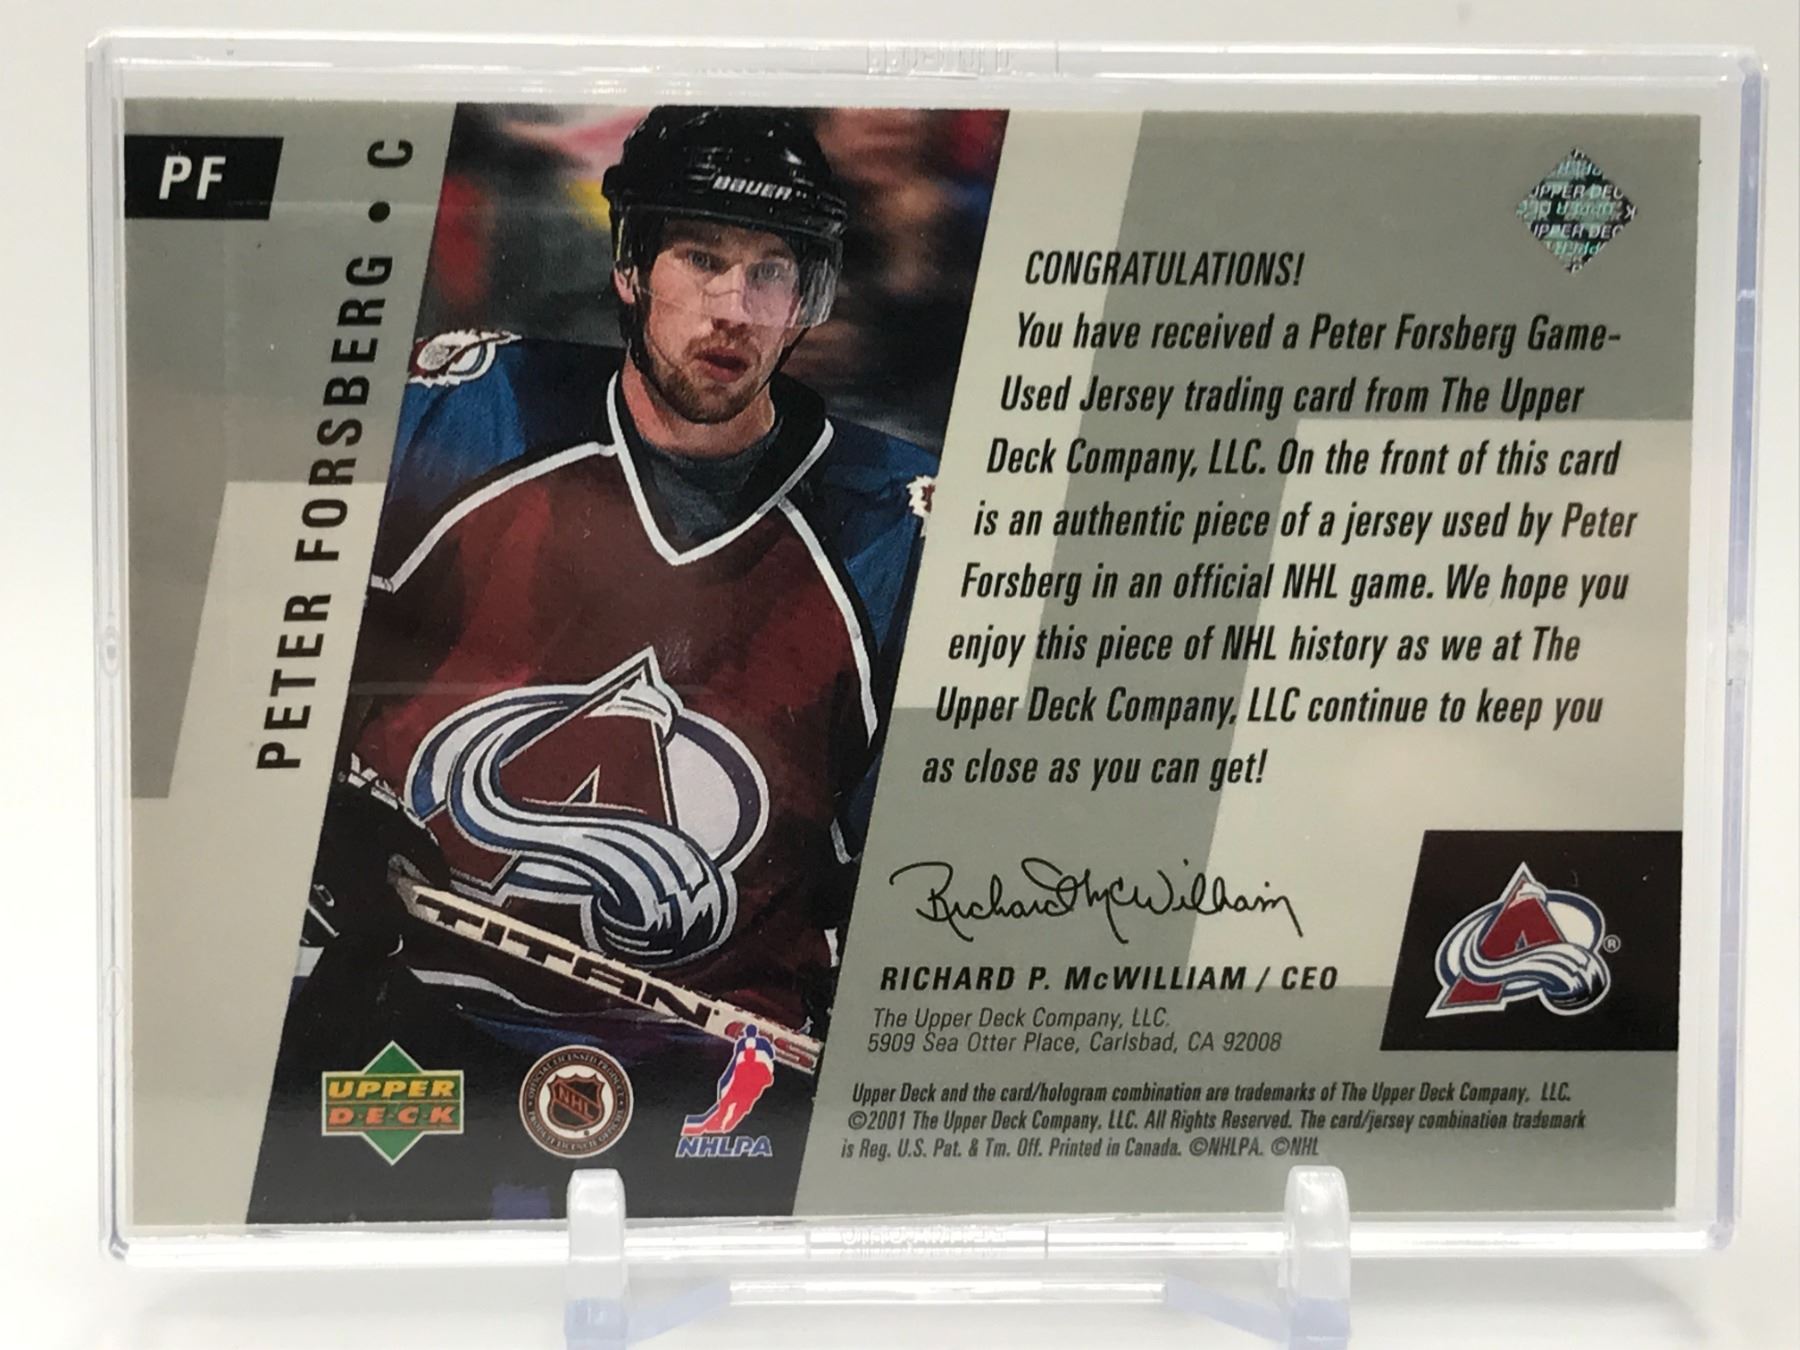 PF
PETER FORSBERG • C
BAUER
TITAN
UPPER DECK
CONGRATULATIONS!
You have received a Peter Forsberg Game-
Used Jersey trading card from The Upper
Deck Company, LLC. On the front of this card
is an authentic piece of a jersey used by Peter
Forsberg in an official NHL game. We hope you
enjoy this piece of NHL history as we at The
Upper Deck Company, LLC continue to keep you
as close as you can get!
Richard P. McWilliam
RICHARD P. McWILLIAM / CEO
The Upper Deck Company, LLC.
5909 Sea Otter Place, Carlsbad, CA 92008
®
UPPER
D·E·C·K
NHL
NHLPA
Upper Deck and the card/hologram combination are trademarks of The Upper Deck Company, LLC.
©2001 The Upper Deck Company, LLC. All Rights Reserved. The card/jersey combination trademark
is Reg. U.S. Pat. & Tm. Off. Printed in Canada. ©NHLPA. ©NHL